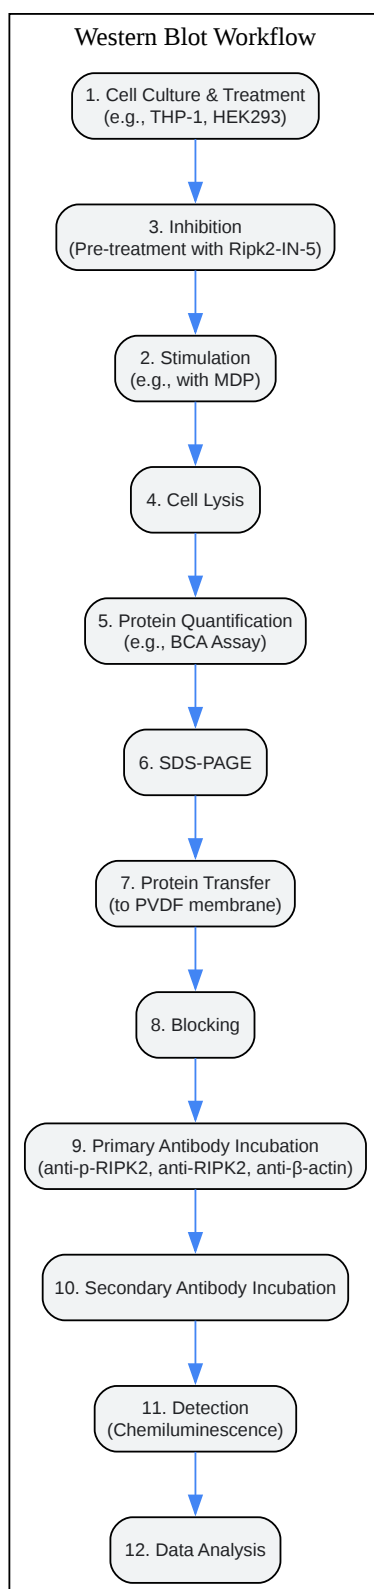 Western Blot Workflow
1. Cell Culture & Treatment
(e.g., THP-1, HEK293)
3. Inhibition
(Pre-treatment with Ripk2-IN-5)
2. Stimulation
(e.g., with MDP)
4. Cell Lysis
5. Protein Quantification
(e.g., BCA Assay)
6. SDS-PAGE
7. Protein Transfer
(to PVDF membrane)
8. Blocking
9. Primary Antibody Incubation
(anti-p-RIPK2, anti-RIPK2, anti-β-actin)
10. Secondary Antibody Incubation
11. Detection
(Chemiluminescence)
12. Data Analysis